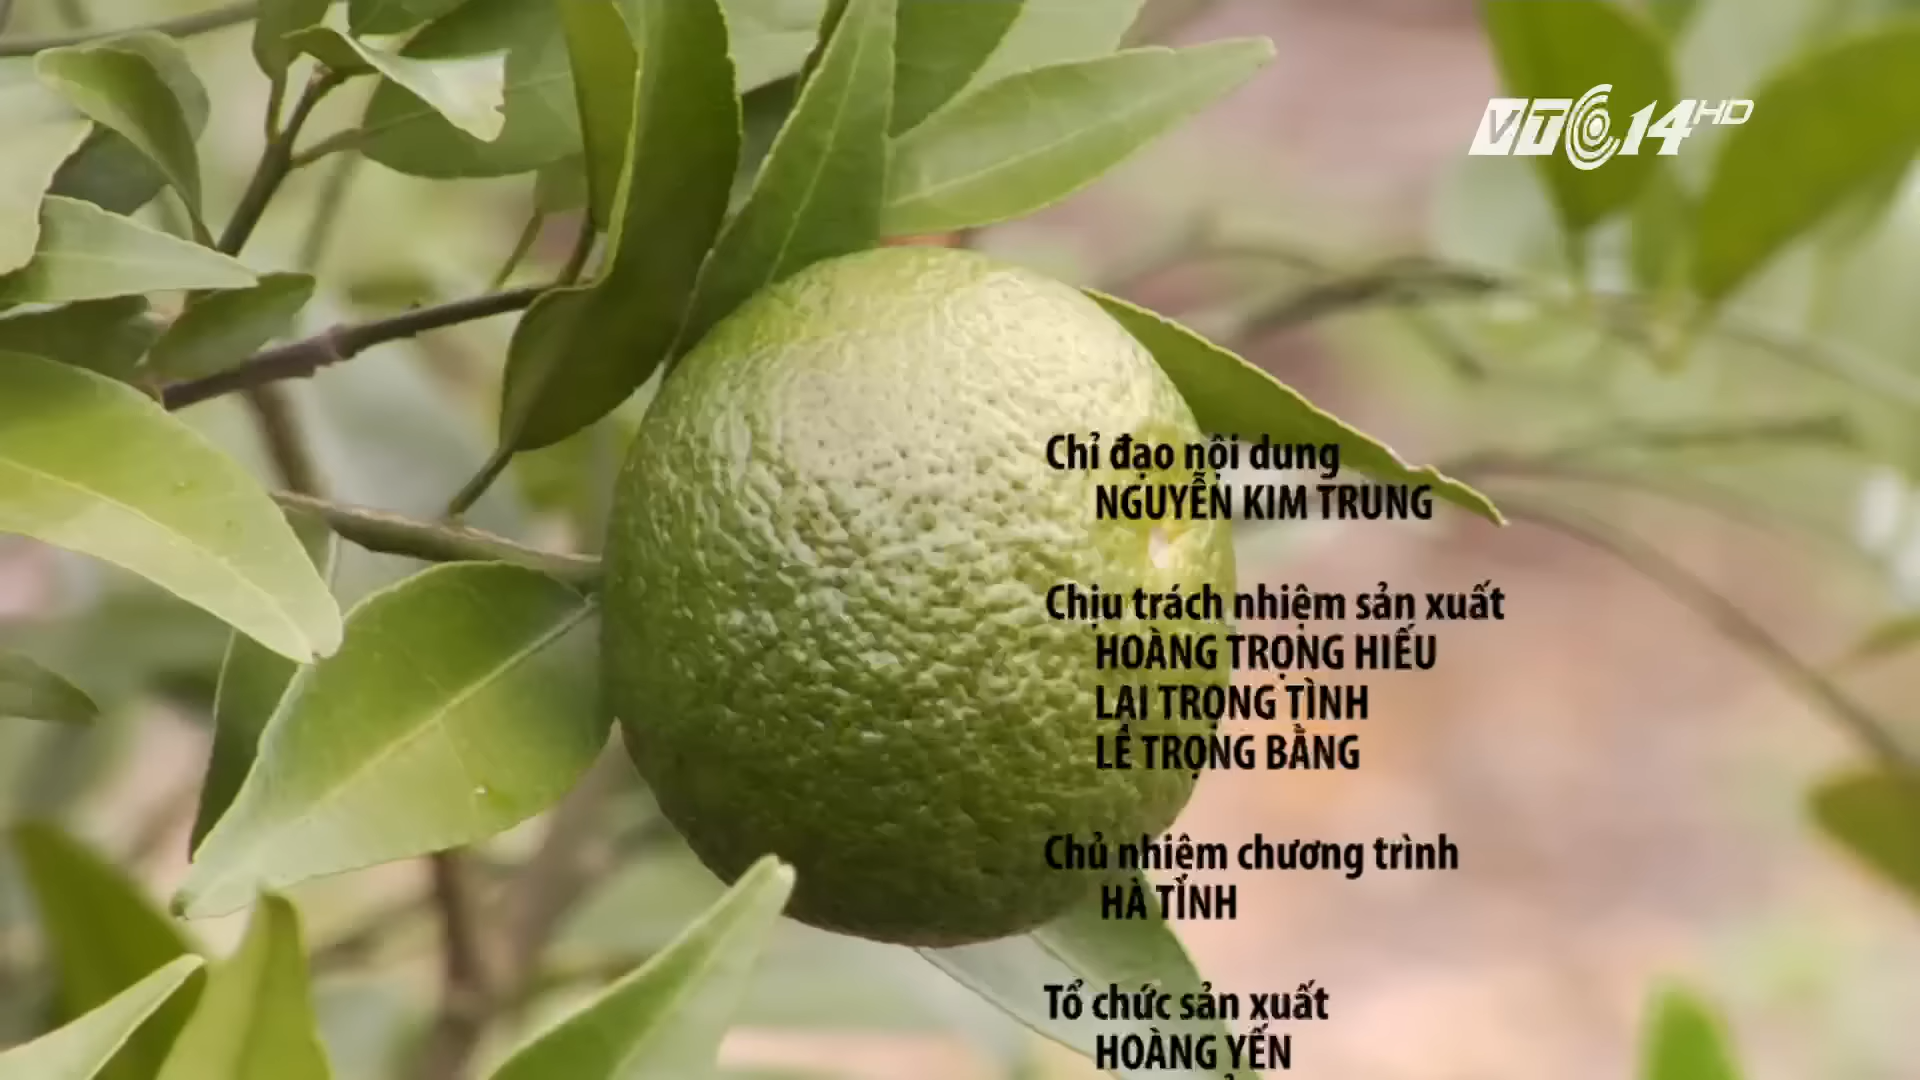 VTC14HD
Chỉ đạo nội dung
NGUYỄN KIM TRUNG
Chịu trách nhiệm sản xuất
HOÀNG TRỌNG HIẾU
LẠI TRỌNG TÌNH
LÊ TRỌNG BẰNG
Chủ nhiệm chương trình
HÀ TĨNH
Tổ chức sản xuất
HOÀNG YẾN